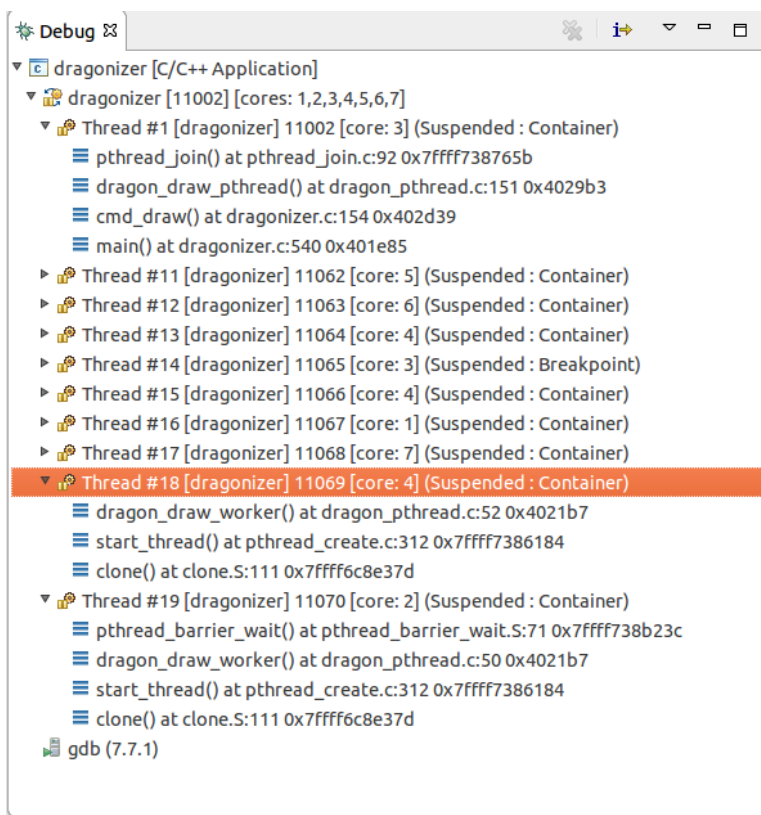 Debug
dragonizer [C/C++ Application]
dragonizer [11002] [cores: 1,2,3,4,5,6,7]
Thread #1 [dragonizer] 11002 [core: 3] (Suspended : Container)
pthread_join() at pthread_join.c:92 0x7ffff738765b
dragon_draw_pthread() at dragon_pthread.c:151 0x4029b3
cmd_draw() at dragonizer.c:154 0x402d39
main() at dragonizer.c:540 0x401e85
Thread #11 [dragonizer] 11062 [core: 5] (Suspended : Container)
Thread #12 [dragonizer] 11063 [core: 6] (Suspended : Container)
Thread #13 [dragonizer] 11064 [core: 4] (Suspended : Container)
Thread #14 [dragonizer] 11065 [core: 3] (Suspended : Breakpoint)
Thread #15 [dragonizer] 11066 [core: 4] (Suspended : Container)
Thread #16 [dragonizer] 11067 [core: 1] (Suspended : Container)
Thread #17 [dragonizer] 11068 [core: 7] (Suspended : Container)
Thread #18 [dragonizer] 11069 [core: 4] (Suspended : Container)
dragon_draw_worker() at dragon_pthread.c:52 0x4021b7
start_thread() at pthread_create.c:312 0x7ffff7386184
clone() at clone.S:111 0x7ffff6c8e37d
Thread #19 [dragonizer] 11070 [core: 2] (Suspended : Container)
pthread_barrier_wait() at pthread_barrier_wait.S:71 0x7ffff738b23c
dragon_draw_worker() at dragon_pthread.c:50 0x4021b7
start_thread() at pthread_create.c:312 0x7ffff7386184
clone() at clone.S:111 0x7ffff6c8e37d
gdb (7.7.1)